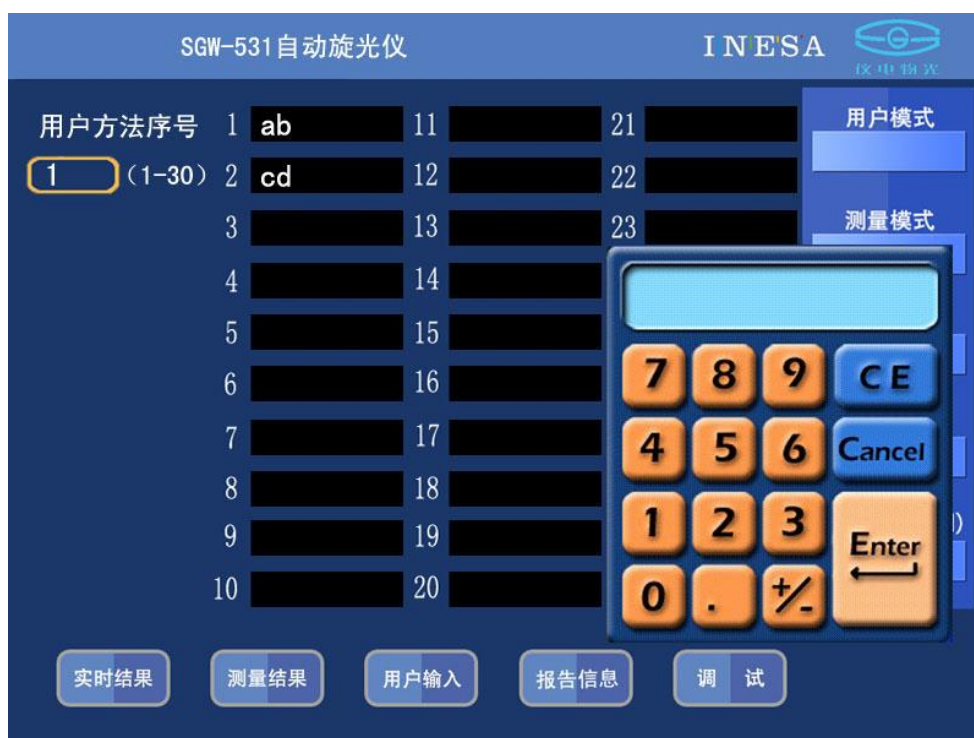 SGW-531自动旋光仪
INESA
仪电物光
用户方法序号
1 ab
11
21
用户模式
1 (1-30)
2 cd
12
22
3
13
23
测量模式
4
14
5
15
6
16
7
17
8
18
9
19
10
20
7 8 9 CE
4 5 6 Cancel
1 2 3 Enter
0 . +/-
实时结果
测量结果
用户输入
报告信息
调 试